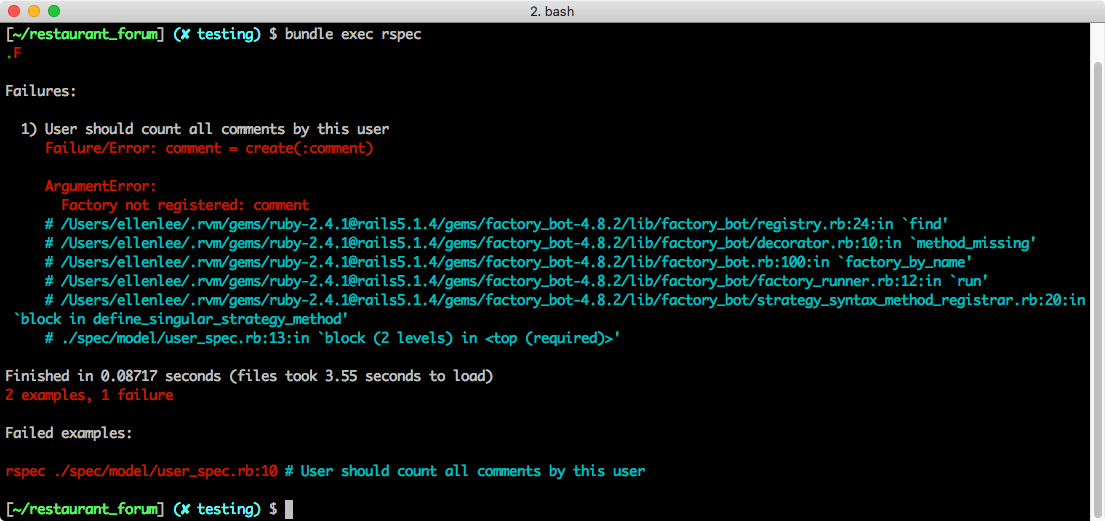 2. bash
[~/restaurant_forum] (✘ testing) $ bundle exec rspec
.F
Failures:
1) User should count all comments by this user
Failure/Error: comment = create(:comment)
ArgumentError:
Factory not registered: comment
# /Users/ellenlee/.rvm/gems/ruby-2.4.1@rails5.1.4/gems/factory_bot-4.8.2/lib/factory_bot/registry.rb:24:in `find'
# /Users/ellenlee/.rvm/gems/ruby-2.4.1@rails5.1.4/gems/factory_bot-4.8.2/lib/factory_bot/decorator.rb:10:in `method_missing'
# /Users/ellenlee/.rvm/gems/ruby-2.4.1@rails5.1.4/gems/factory_bot-4.8.2/lib/factory_bot.rb:100:in `factory_by_name'
# /Users/ellenlee/.rvm/gems/ruby-2.4.1@rails5.1.4/gems/factory_bot-4.8.2/lib/factory_bot/factory_runner.rb:12:in `run'
# /Users/ellenlee/.rvm/gems/ruby-2.4.1@rails5.1.4/gems/factory_bot-4.8.2/lib/factory_bot/strategy_syntax_method_registrar.rb:20:in
`block in define_singular_strategy_method'
# ./spec/model/user_spec.rb:13:in `block (2 levels) in <top (required)>'
Finished in 0.08717 seconds (files took 3.55 seconds to load)
2 examples, 1 failure
Failed examples:
rspec ./spec/model/user_spec.rb:10 # User should count all comments by this user
[~/restaurant_forum] (✘ testing) $